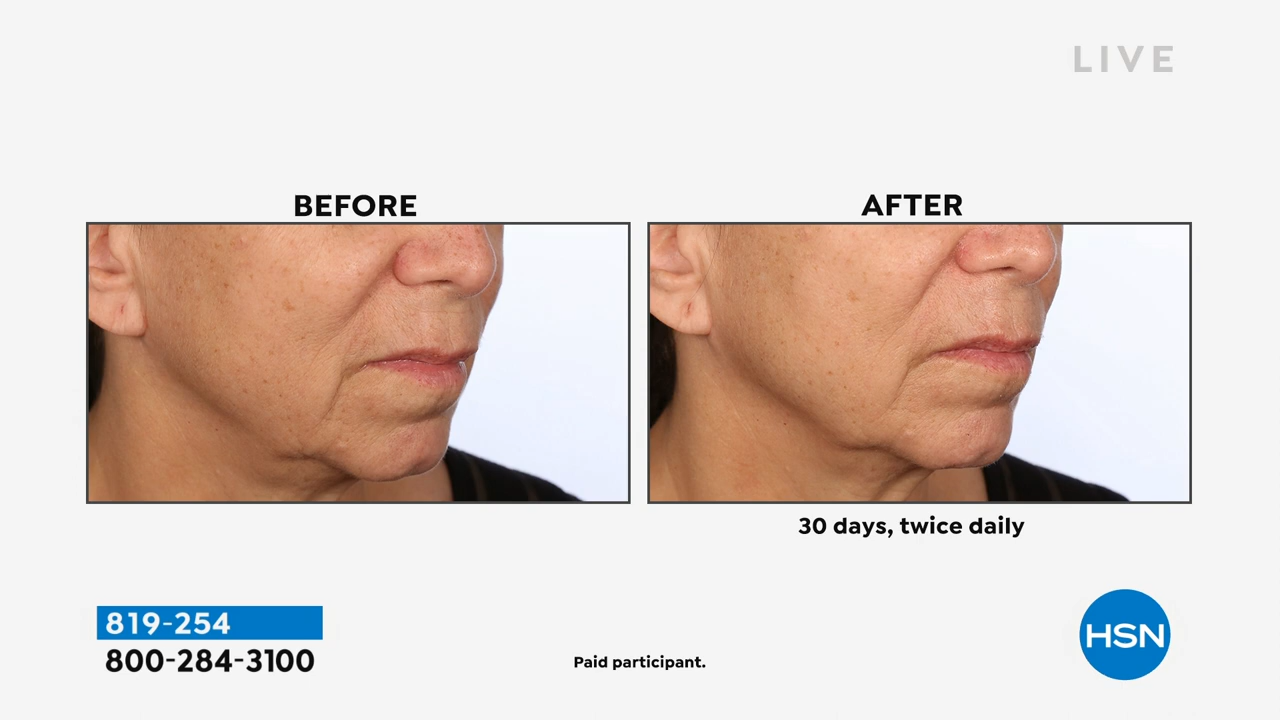 LIVE
BEFORE
AFTER
30 days, twice daily
819-254
800-284-3100
Paid participant.
HSN